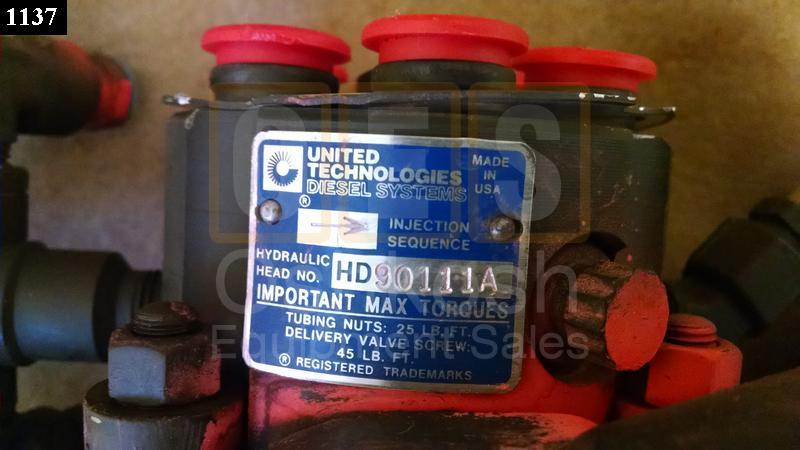 1137
UNITED
TECHNOLOGIES
DIESEL SYSTEMS
®
MADE
IN
USA
INJECTION
SEQUENCE
HYDRAULIC
HEAD NO. HD90111A
IMPORTANT MAX TORQUES
TUBING NUTS: 25 LB. FT.
DELIVERY VALVE SCREW:
45 LB. FT.
® REGISTERED TRADEMARKS
CES
Equipment Sales